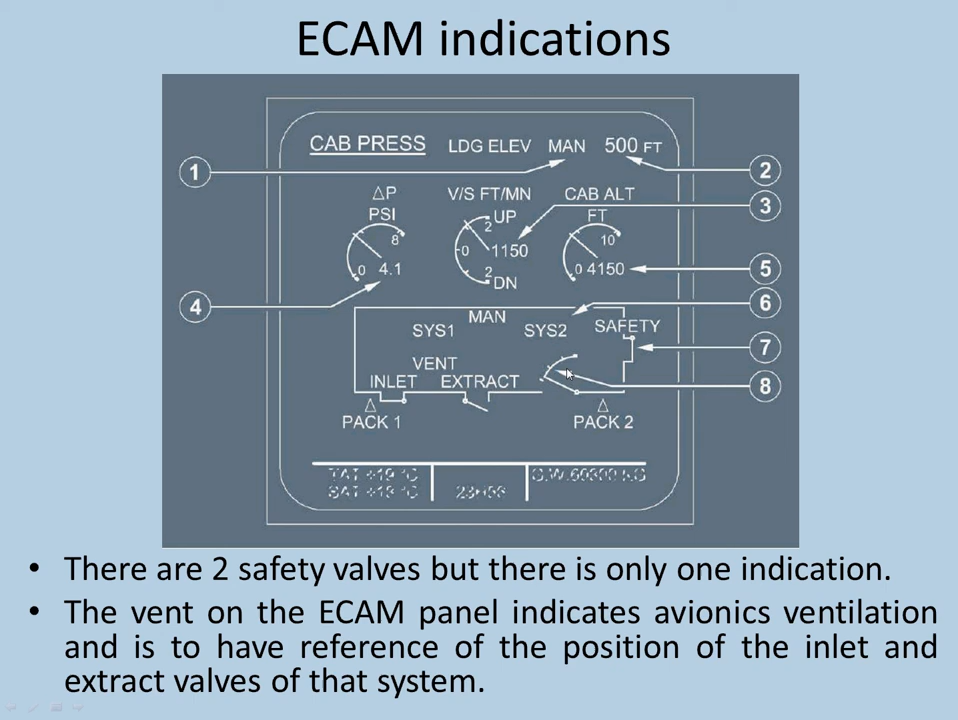 ECAM indications
CAB PRESS LDG ELEV MAN 500 FT
1
2
△P V/S FT/MN CAB ALT
3
PSI UP FT
8 2 10
0 1150
0 4.1 0 4150
5
2 DN
4
6
MAN
SYS1 SYS2 SAFETY
7
VENT
INLET EXTRACT
8
△ △
PACK 1 PACK 2
TAT +19 °C G.W. 60300 KG
SAT +18 °C
• There are 2 safety valves but there is only one indication.
• The vent on the ECAM panel indicates avionics ventilation
and is to have reference of the position of the inlet and
extract valves of that system.